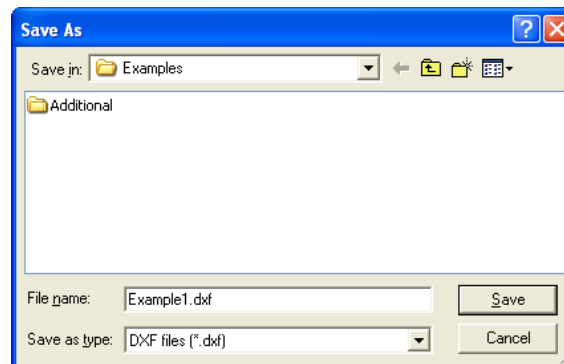 Save As
Save in: Examples
Additional
File name: Example1.dxf Save
Save as type: DXF files (*.dxf) Cancel